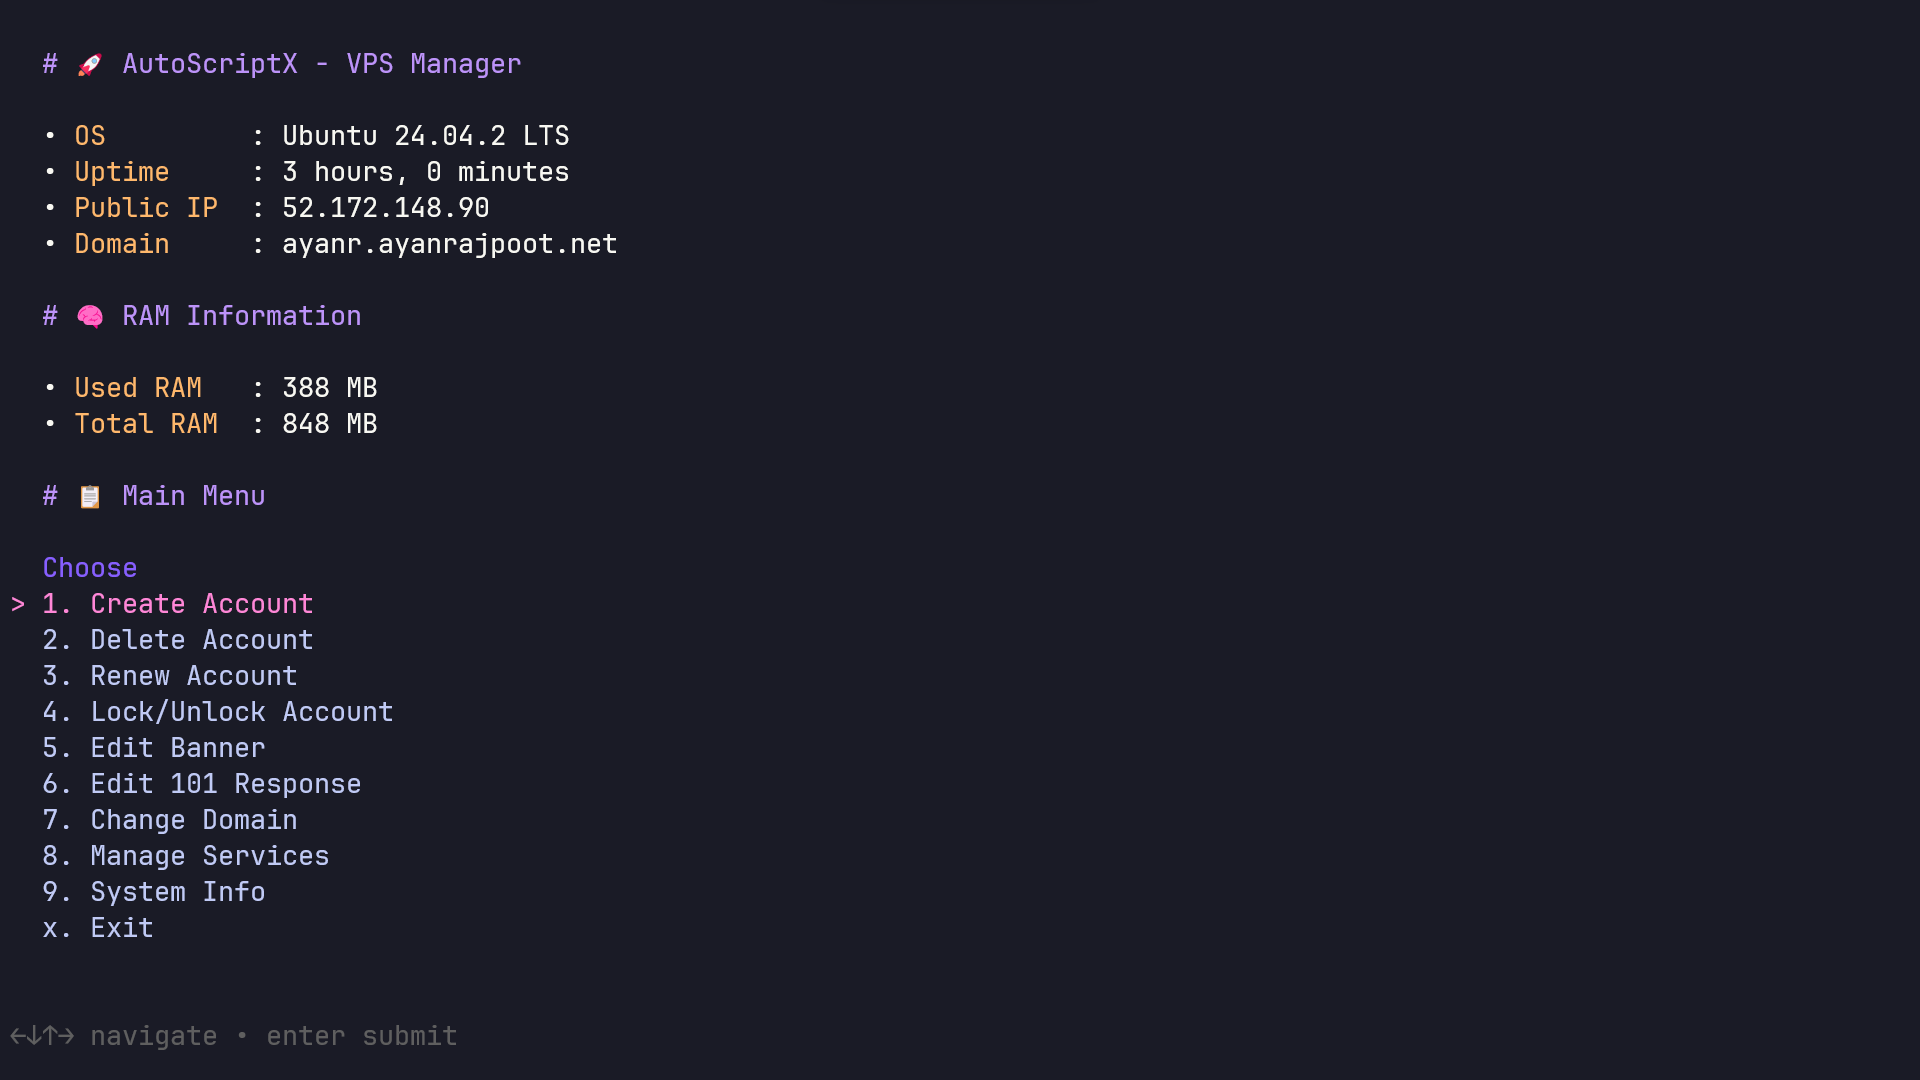 # 🚀 AutoScriptX - VPS Manager
• OS : Ubuntu 24.04.2 LTS
• Uptime : 3 hours, 0 minutes
• Public IP : 52.172.148.90
• Domain : ayanr.ayanrajpoot.net
# 🧠 RAM Information
• Used RAM : 388 MB
• Total RAM : 848 MB
# 📋 Main Menu
Choose
> 1. Create Account
2. Delete Account
3. Renew Account
4. Lock/Unlock Account
5. Edit Banner
6. Edit 101 Response
7. Change Domain
8. Manage Services
9. System Info
x. Exit
←↓↑→ navigate • enter submit